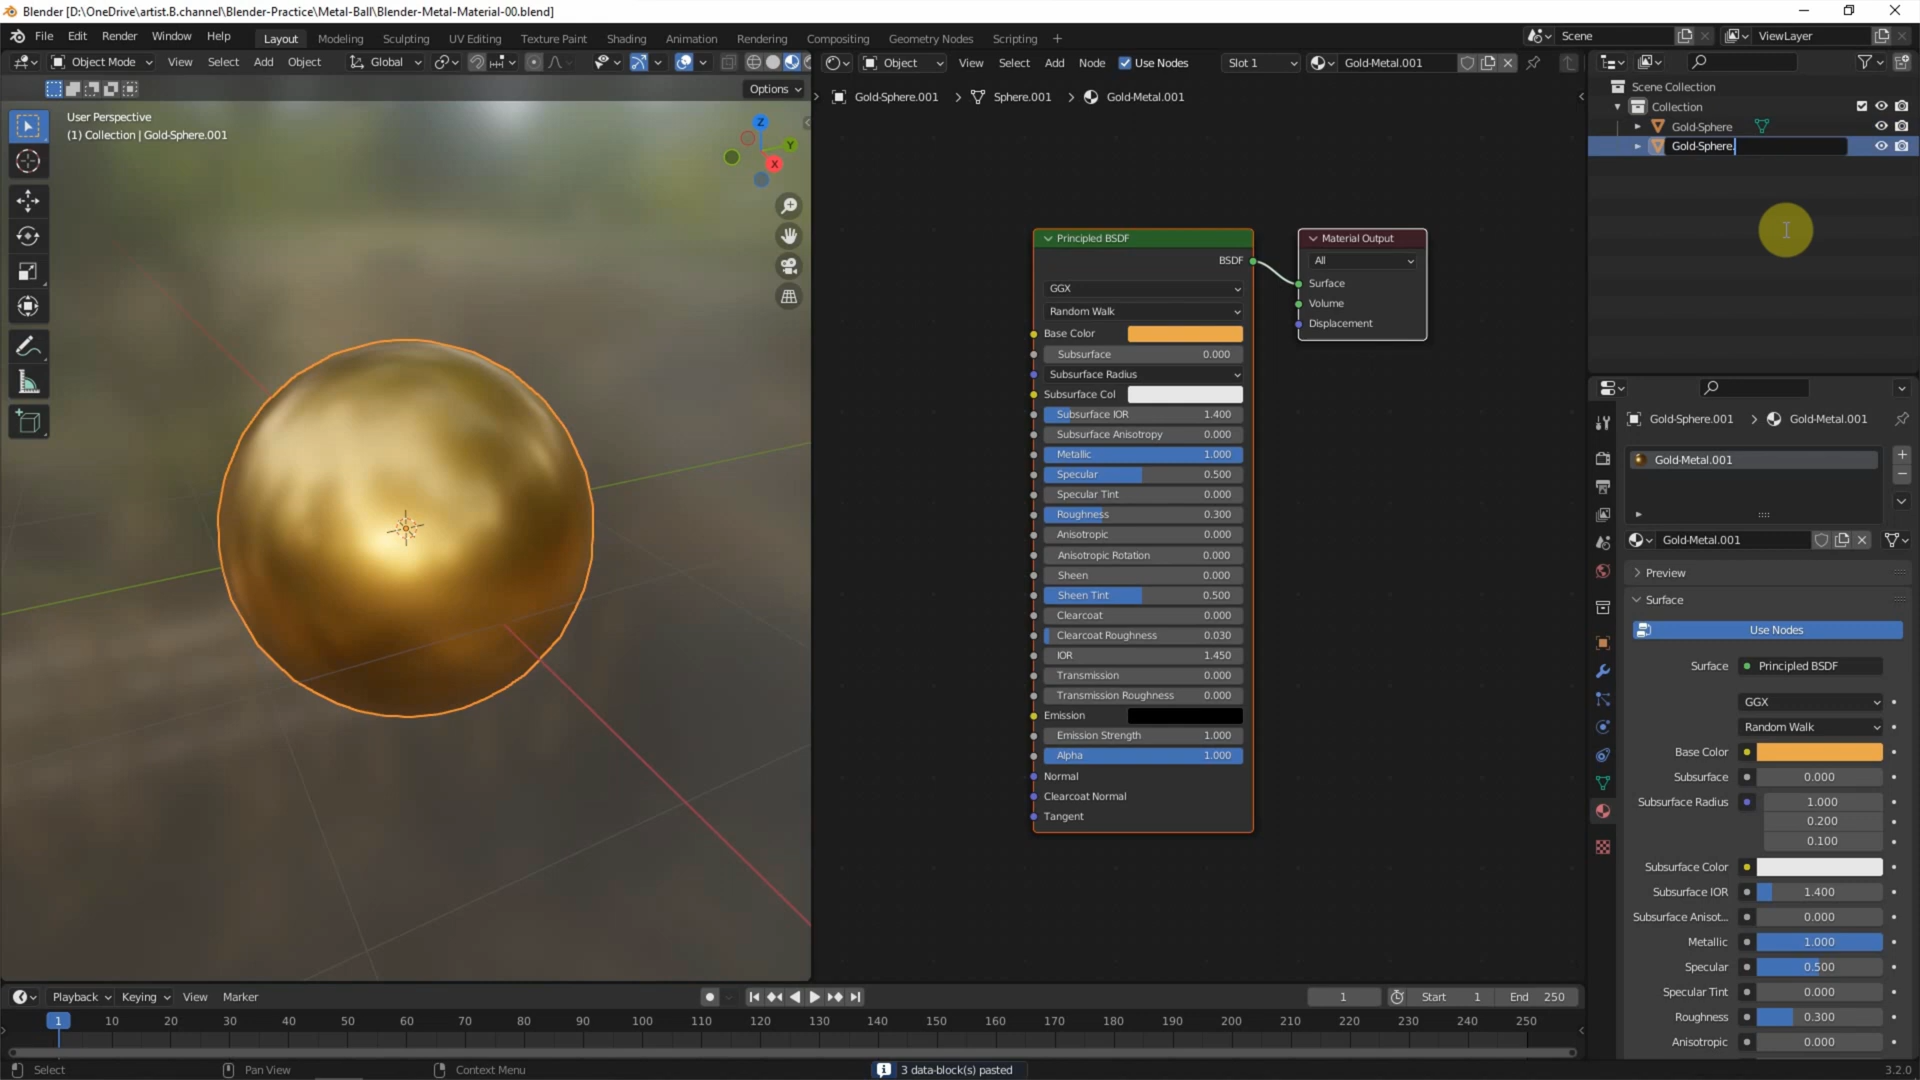 Blender [D:\OneDrive\artist.B.channel\Blender-Practice\Metal-Ball\Blender-Metal-Material-00.blend]
File Edit Render Window Help Layout Modeling Sculpting UV Editing Texture Paint Shading Animation Rendering Compositing Geometry Nodes Scripting + Scene ViewLayer
Object Mode View Select Add Object Global Object View Select Add Node Use Nodes Slot 1 Gold-Metal.001
Options
Gold-Sphere.001 > Sphere.001 > Gold-Metal.001
User Perspective
(1) Collection | Gold-Sphere.001
Z
Y
X
Scene Collection
Collection
Gold-Sphere
Gold-Sphere.
Principled BSDF
BSDF
GGX
Random Walk
Base Color
Subsurface 0.000
Subsurface Radius
Subsurface Col
Subsurface IOR 1.400
Subsurface Anisotropy 0.000
Metallic 1.000
Specular 0.500
Specular Tint 0.000
Roughness 0.300
Anisotropic 0.000
Anisotropic Rotation 0.000
Sheen 0.000
Sheen Tint 0.500
Clearcoat 0.000
Clearcoat Roughness 0.030
IOR 1.450
Transmission 0.000
Transmission Roughness 0.000
Emission
Emission Strength 1.000
Alpha 1.000
Normal
Clearcoat Normal
Tangent
Material Output
All
Surface
Volume
Displacement
Gold-Sphere.001 > Gold-Metal.001
Gold-Metal.001
Gold-Metal.001
Preview
Surface
Use Nodes
Surface Principled BSDF
GGX
Random Walk
Base Color
Subsurface 0.000
Subsurface Radius 1.000
0.200
0.100
Subsurface Color
Subsurface IOR 1.400
Subsurface Anisot... 0.000
Metallic 1.000
Specular 0.500
Specular Tint 0.000
Roughness 0.300
Anisotropic 0.000
Playback Keying View Marker 1 Start 1 End 250
1 10 20 30 40 50 60 70 80 90 100 110 120 130 140 150 160 170 180 190 200 210 220 230 240 250
Select Pan View Context Menu 3 data-block(s) pasted 3.2.0